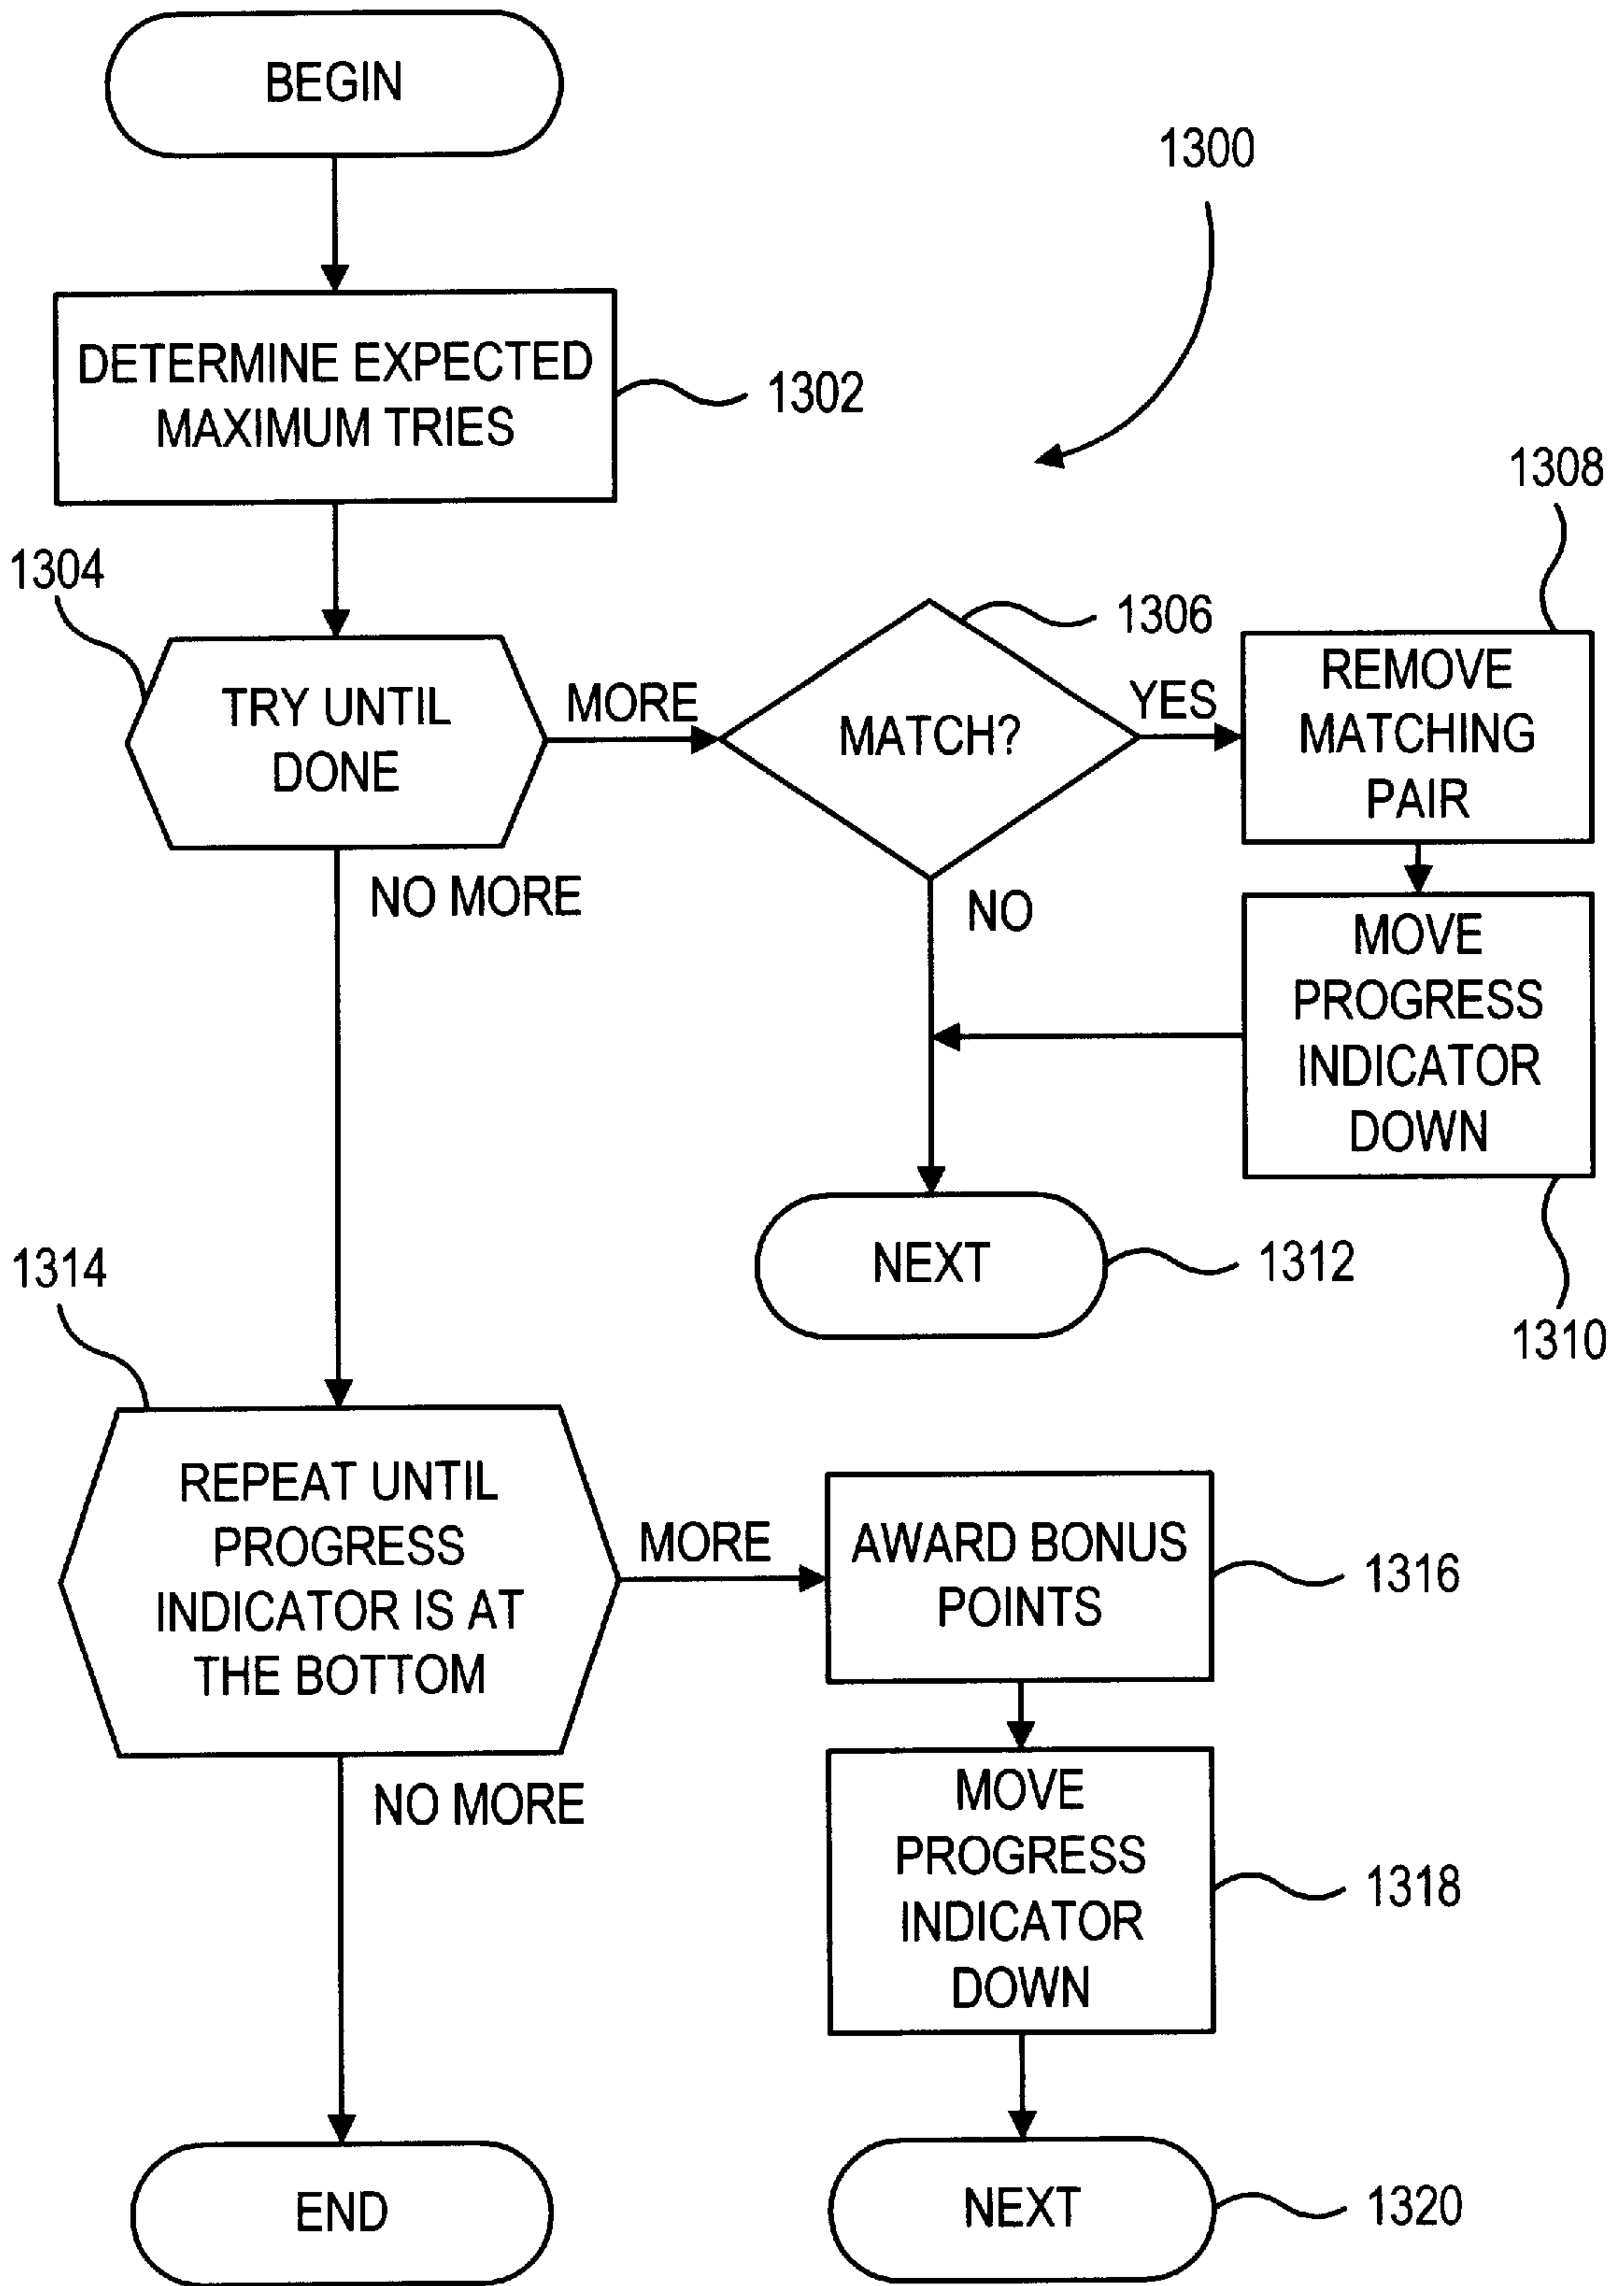 BEGIN
1300
DETERMINE EXPECTED
MAXIMUM TRIES
1302
1304
TRY UNTIL
DONE
MORE
NO MORE
1306
MATCH?
YES
NO
1308
REMOVE
MATCHING
PAIR
MOVE
PROGRESS
INDICATOR
DOWN
1310
NEXT
1312
1314
REPEAT UNTIL
PROGRESS
INDICATOR IS AT
THE BOTTOM
MORE
NO MORE
AWARD BONUS
POINTS
1316
MOVE
PROGRESS
INDICATOR
DOWN
1318
END
NEXT
1320